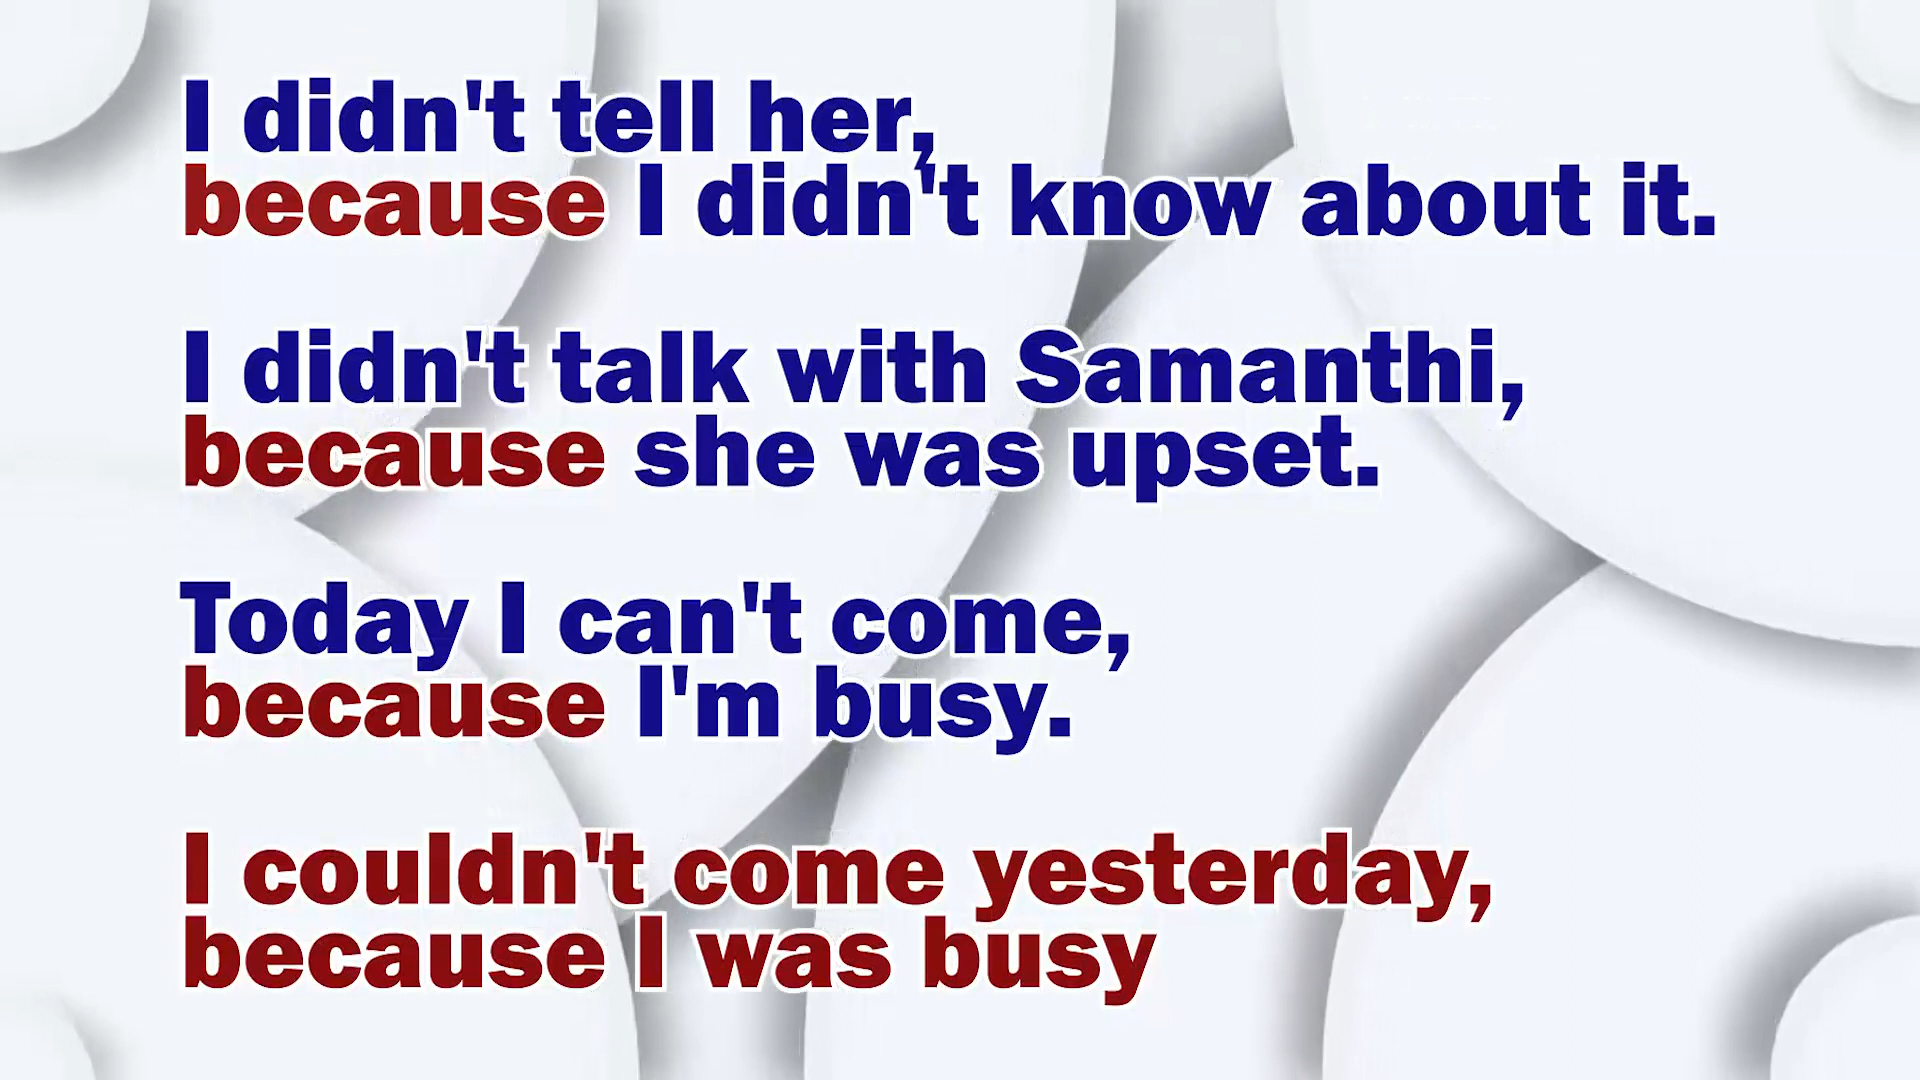 I didn't tell her,
because I didn't know about it.
I didn't talk with Samanthi,
because she was upset.
Today I can't come,
because I'm busy.
I couldn't come yesterday,
because I was busy